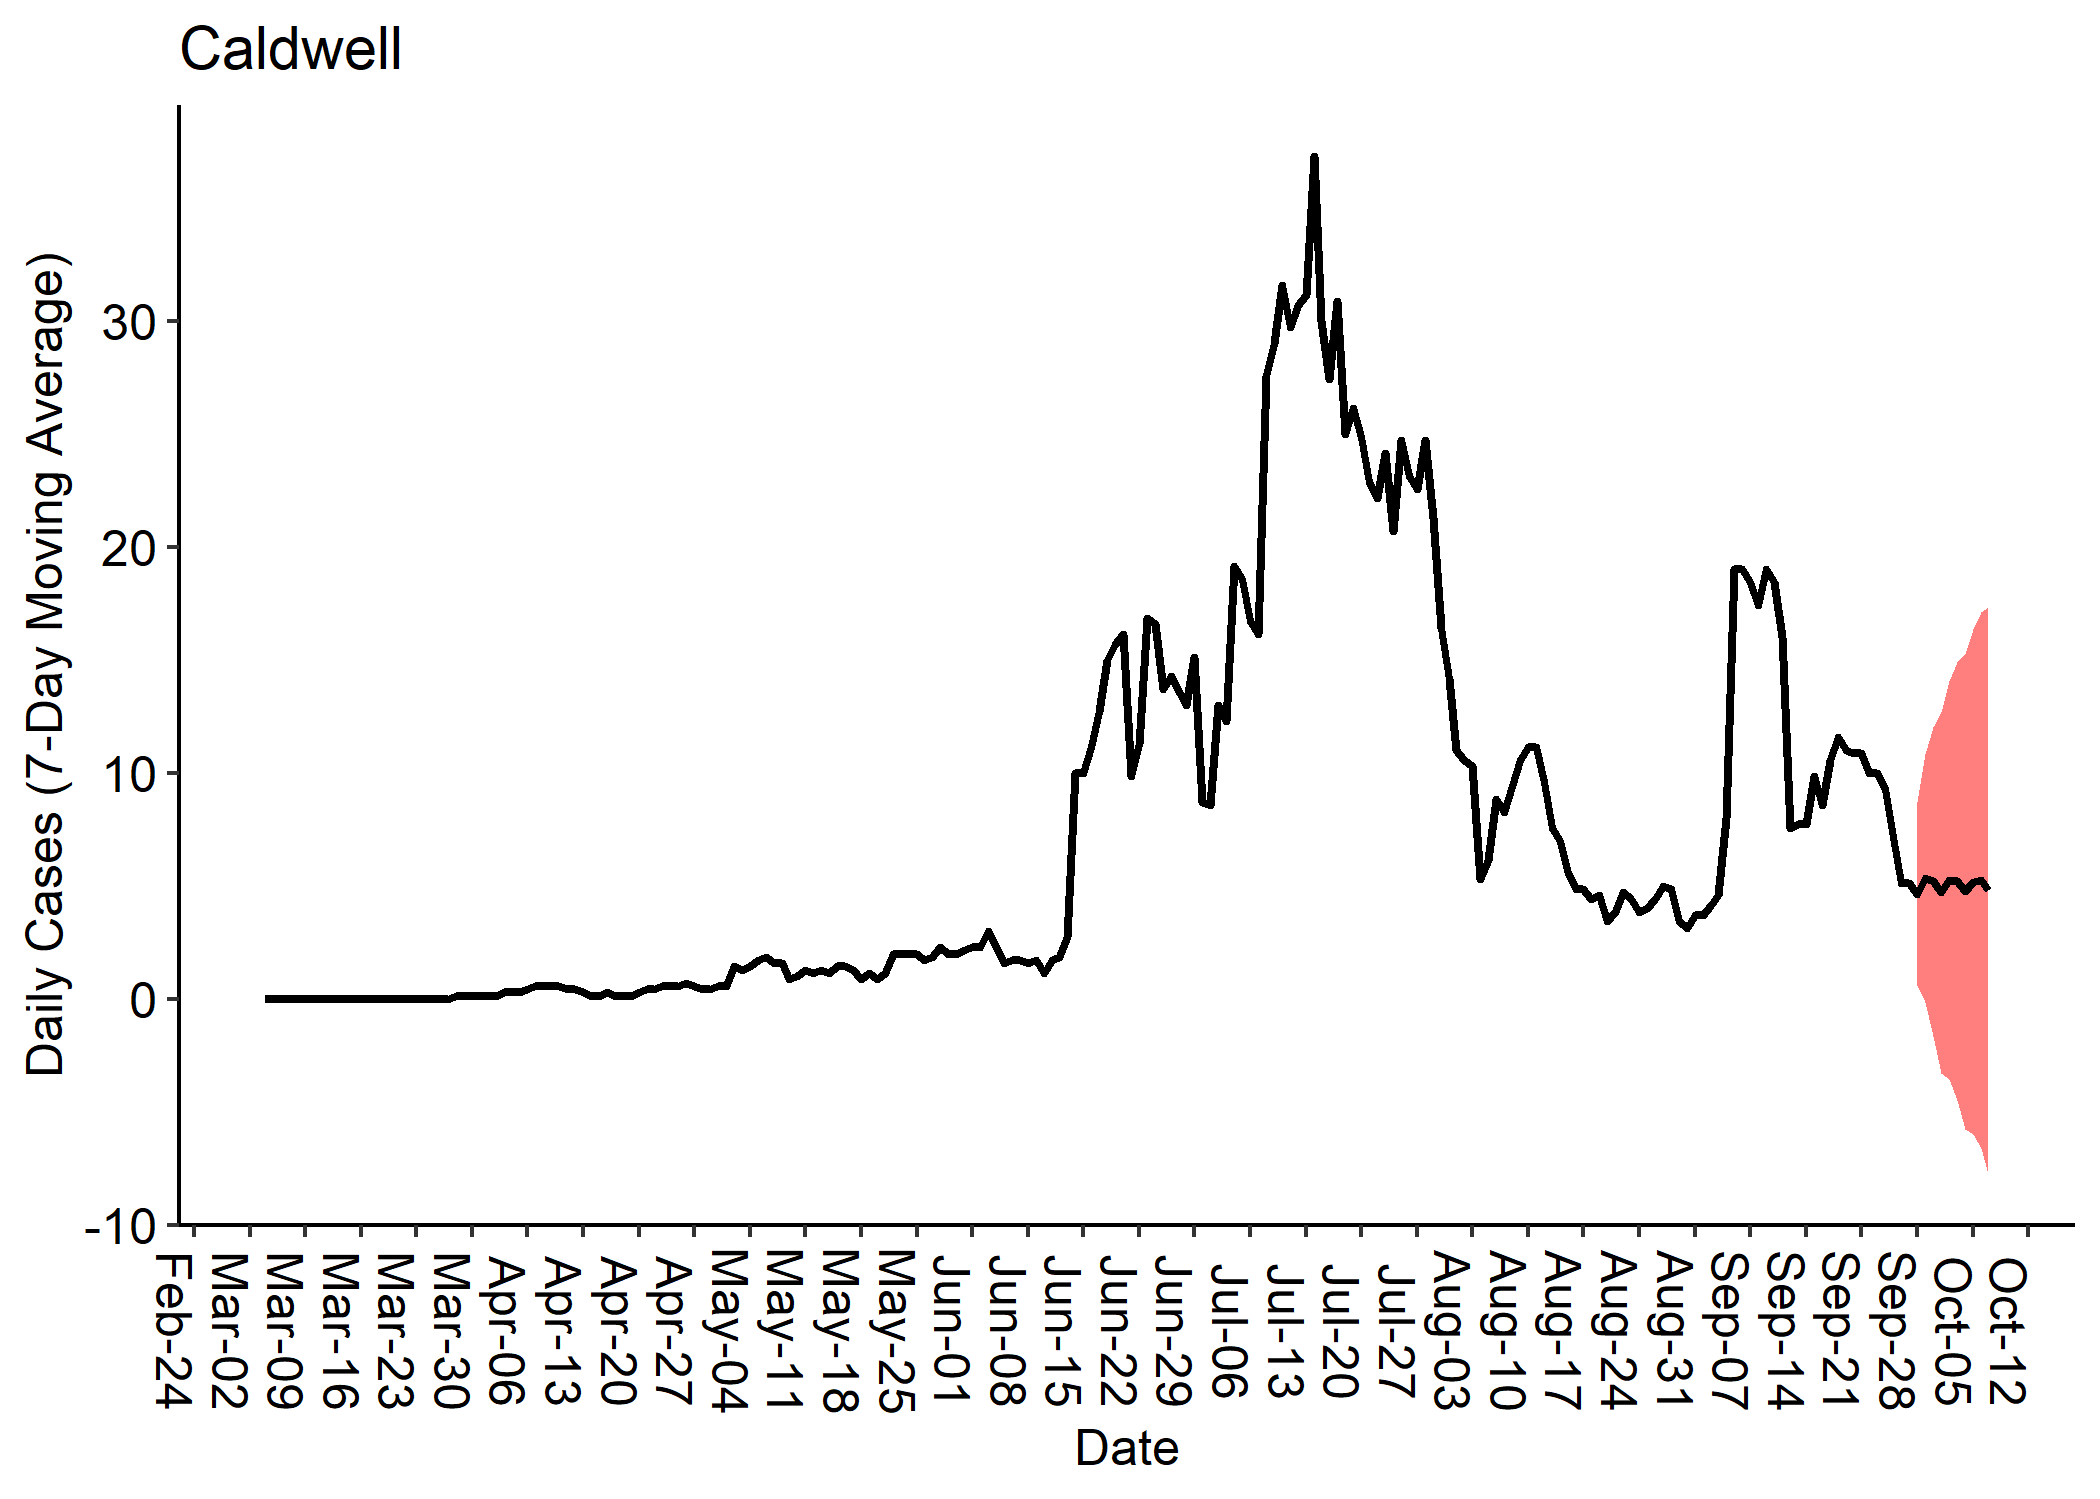 Caldwell
Daily Cases (7-Day Moving Average)
30
20
10
0
-10
Feb-24
Mar-02
Mar-09
Mar-16
Mar-23
Mar-30
Apr-06
Apr-13
Apr-20
Apr-27
May-04
May-11
May-18
May-25
Jun-01
Jun-08
Jun-15
Jun-22
Jun-29
Jul-06
Jul-13
Jul-20
Jul-27
Aug-03
Aug-10
Aug-17
Aug-24
Aug-31
Sep-07
Sep-14
Sep-21
Sep-28
Oct-05
Oct-12
Date